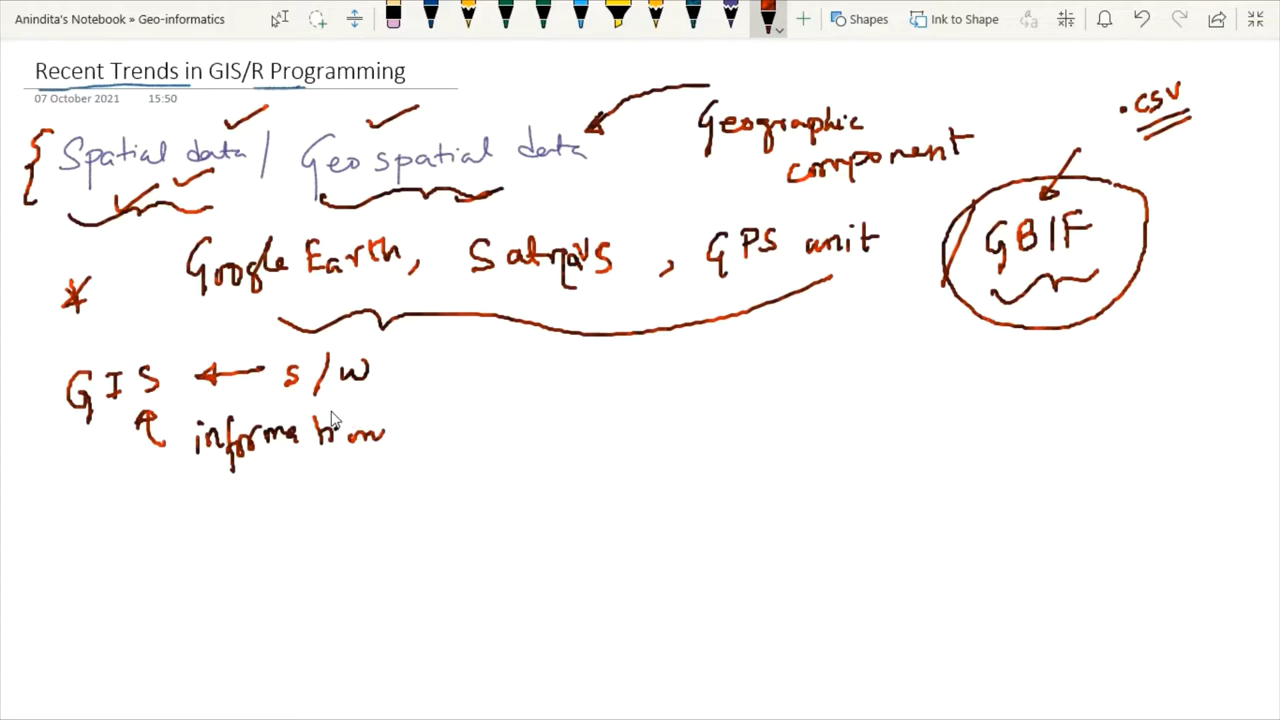 Anindita's Notebook » Geo-informatics
Shapes
Ink to Shape
Recent Trends in GIS/R Programming
07 October 2021 15:50
.csv
Spatial data / Geo spatial data
Geographic component
Google Earth, Satnavs, GPS unit
GBIF
GIS ← s/w
information